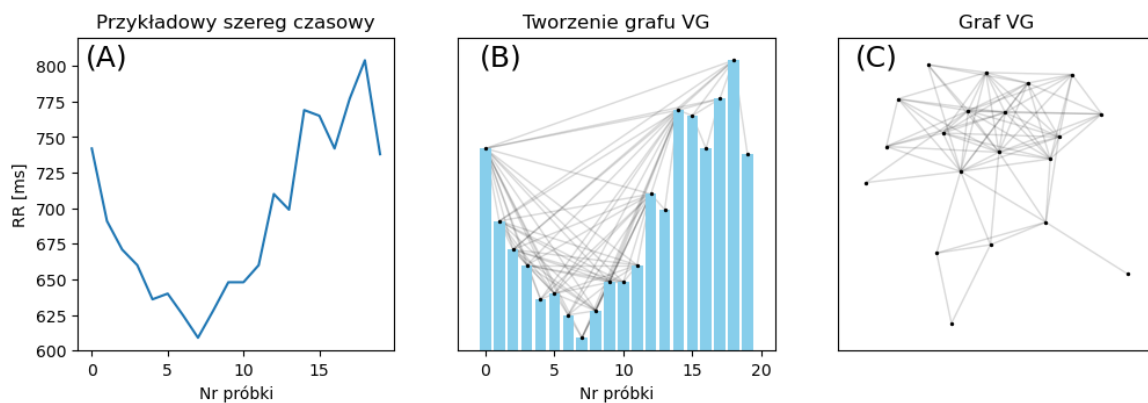 Przykładowy szereg czasowy
(A)
RR [ms]
800
775
750
725
700
675
650
625
600
0 5 10 15
Nr próbki
Tworzenie grafu VG
(B)
0 5 10 15 20
Nr próbki
Graf VG
(C)